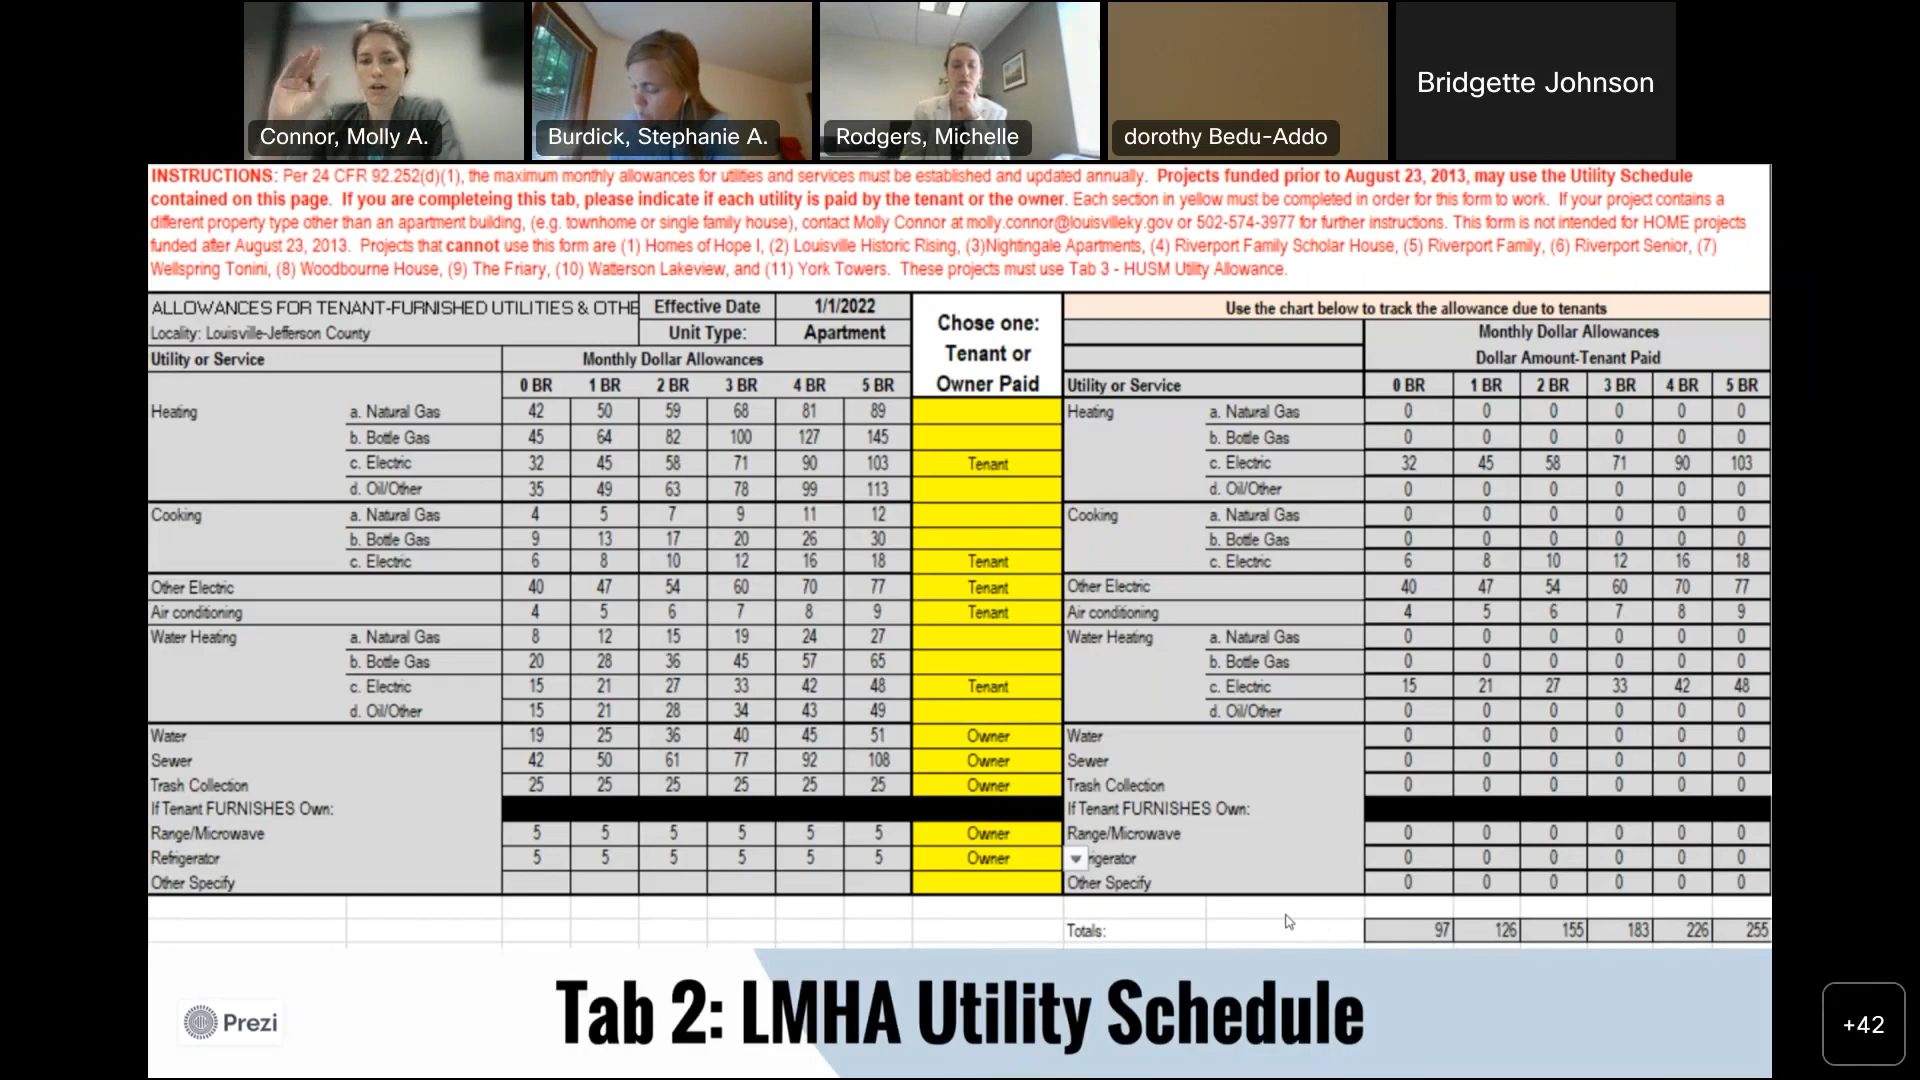 Connor, Molly A.
Burdick, Stephanie A.
Rodgers, Michelle
dorothy Bedu-Addo
Bridgette Johnson
INSTRUCTIONS: Per 24 CFR 92.252(d)(1), the maximum monthly allowances for utilities and services must be established and updated annually. Projects funded prior to August 23, 2013, may use the Utility Schedule
contained on this page. If you are completeing this tab, please indicate if each utility is paid by the tenant or the owner. Each section in yellow must be completed in order for this form to work. If your project contains a
different property type other than an apartment building, (e.g. townhome or single family house), contact Molly Connor at molly.connor@louisvilleky.gov or 502-574-3977 for further instructions. This form is not intended for HOME projects
funded after August 23, 2013. Projects that cannot use this form are (1) Homes of Hope I, (2) Louisville Historic Rising, (3)Nightingale Apartments, (4) Riverport Family Scholar House, (5) Riverport Family, (6) Riverport Senior, (7)
Wellspring Tonini, (8) Woodbourne House, (9) The Friary, (10) Watterson Lakeview, and (11) York Towers. These projects must use Tab 3 - HUSM Utility Allowance.
ALLOWANCES FOR TENANT-FURNISHED UTILITIES & OTHE Effective Date 1/1/2022
Locality: Louisville-Jefferson County Unit Type: Apartment
Utility or Service Monthly Dollar Allowances
0 BR 1 BR 2 BR 3 BR 4 BR 5 BR
Chose one:
Tenant or
Owner Paid
Use the chart below to track the allowance due to tenants
Monthly Dollar Allowances
Dollar Amount-Tenant Paid
Utility or Service 0 BR 1 BR 2 BR 3 BR 4 BR 5 BR
Heating a. Natural Gas 42 50 59 68 81 89 Heating a. Natural Gas 0 0 0 0 0 0
b. Bottle Gas 45 64 82 100 127 145 b. Bottle Gas 0 0 0 0 0 0
c. Electric 32 45 58 71 90 103 Tenant c. Electric 32 45 58 71 90 103
d. Oil/Other 35 49 63 78 99 113 d. Oil/Other 0 0 0 0 0 0
Cooking a. Natural Gas 4 5 7 9 11 12 Cooking a. Natural Gas 0 0 0 0 0 0
b. Bottle Gas 9 13 17 20 26 30 b. Bottle Gas 0 0 0 0 0 0
c. Electric 6 8 10 12 16 18 Tenant c. Electric 6 8 10 12 16 18
Other Electric 40 47 54 60 70 77 Tenant Other Electric 40 47 54 60 70 77
Air conditioning 4 5 6 7 8 9 Tenant Air conditioning 4 5 6 7 8 9
Water Heating a. Natural Gas 8 12 15 19 24 27 Water Heating a. Natural Gas 0 0 0 0 0 0
b. Bottle Gas 20 28 36 45 57 65 b. Bottle Gas 0 0 0 0 0 0
c. Electric 15 21 27 33 42 48 Tenant c. Electric 15 21 27 33 42 48
d. Oil/Other 15 21 28 34 43 49 d. Oil/Other 0 0 0 0 0 0
Water 19 25 36 40 45 51 Owner Water 0 0 0 0 0 0
Sewer 42 50 61 77 92 108 Owner Sewer 0 0 0 0 0 0
Trash Collection 25 25 25 25 25 25 Owner Trash Collection 0 0 0 0 0 0
If Tenant FURNISHES Own: If Tenant FURNISHES Own:
Range/Microwave 5 5 5 5 5 5 Owner Range/Microwave 0 0 0 0 0 0
Refrigerator 5 5 5 5 5 5 Owner rigerator 0 0 0 0 0 0
Other Specify Other Specify 0 0 0 0 0 0
Totals: 97 126 155 183 226 255
Tab 2: LMHA Utility Schedule
Prezi
+42